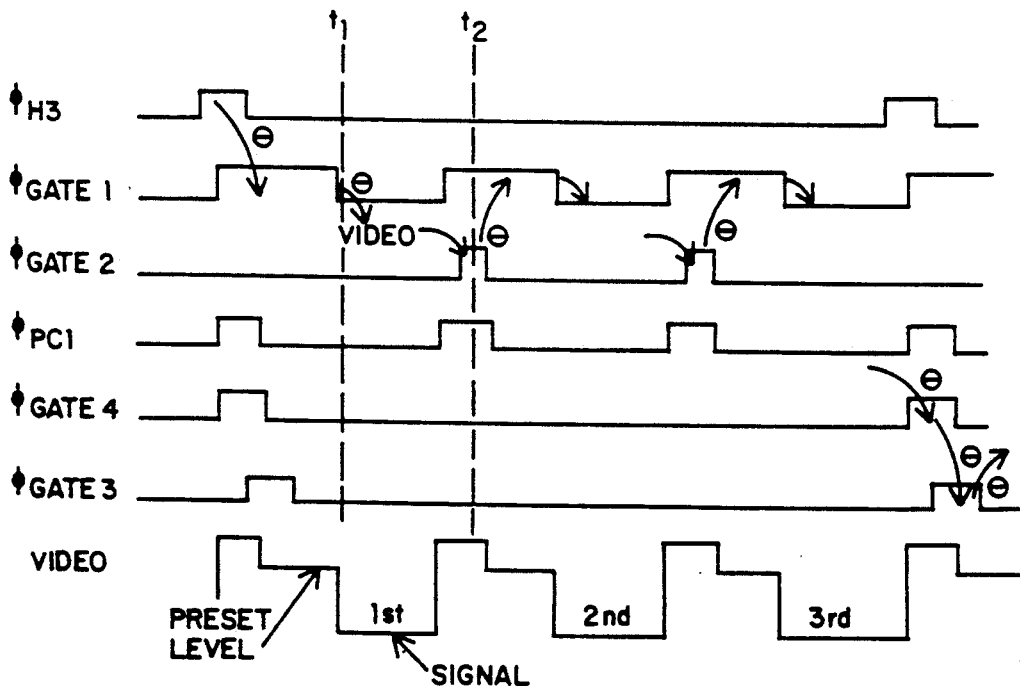 t1 t2
ϕH3
⊖
ϕGATE 1
⊖
VIDEO
⊖
⊖
ϕGATE 2
ϕPC1
⊖
ϕGATE 4
⊖
⊖
ϕGATE 3
VIDEO
1st 2nd 3rd
PRESET
LEVEL
SIGNAL